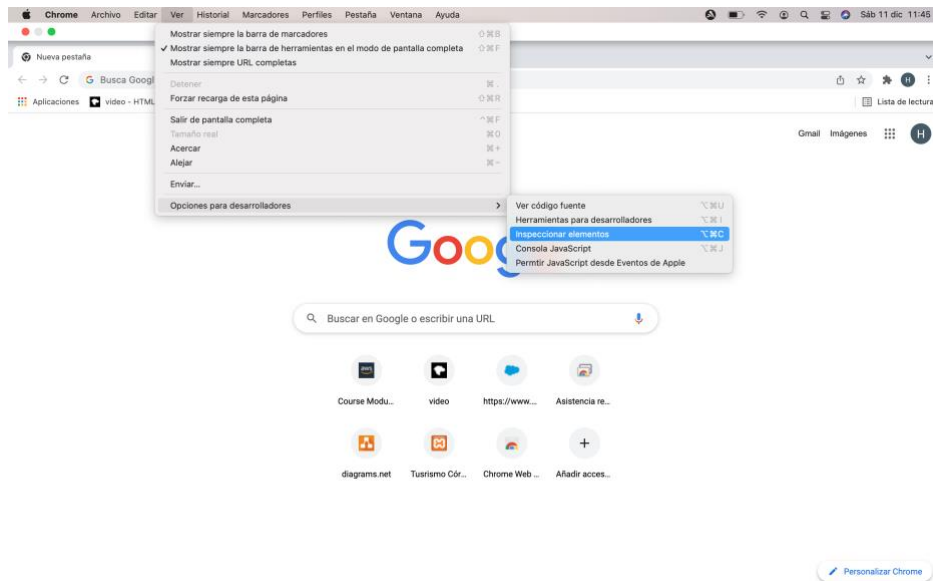 Chrome Archivo Editar Ver Historial Marcadores Perfiles Pestaña Ventana Ayuda Sáb 11 dic 11:45
Mostrar siempre la barra de marcadores ⇧⌘B
✓ Mostrar siempre la barra de herramientas en el modo de pantalla completa ⇧⌘F
Mostrar siempre URL completas
Detener ⌘.
Forzar recarga de esta página ⇧⌘R
Salir de pantalla completa ^⌘F
Tamaño real ⌘0
Acercar ⌘+
Alejar ⌘-
Enviar...
Opciones para desarrolladores
Ver código fuente ⌥⌘U
Herramientas para desarrolladores ⌥⌘I
Inspeccionar elementos ⌥⌘C
Consola JavaScript ⌥⌘J
Permtir JavaScript desde Eventos de Apple
Nueva pestaña
G Busca Googl H
Aplicaciones video - HTML Lista de lectura
Gmail Imágenes H
Goog
Buscar en Google o escribir una URL
aws
Course Modu... video https://www.... Asistencia re...
diagrams.net Tusrismo Cór... Chrome Web ... Añadir acces...
Personalizar Chrome